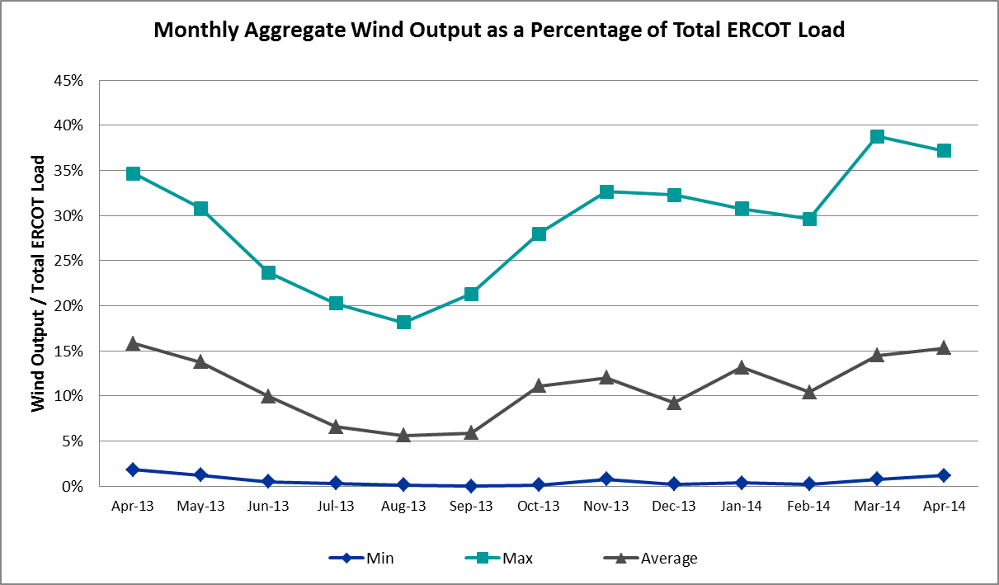 Monthly Aggregate Wind Output as a Percentage of Total ERCOT Load
Wind Output / Total ERCOT Load
45%
40%
35%
30%
25%
20%
15%
10%
5%
0%
Apr-13 May-13 Jun-13 Jul-13 Aug-13 Sep-13 Oct-13 Nov-13 Dec-13 Jan-14 Feb-14 Mar-14 Apr-14
Min Max Average